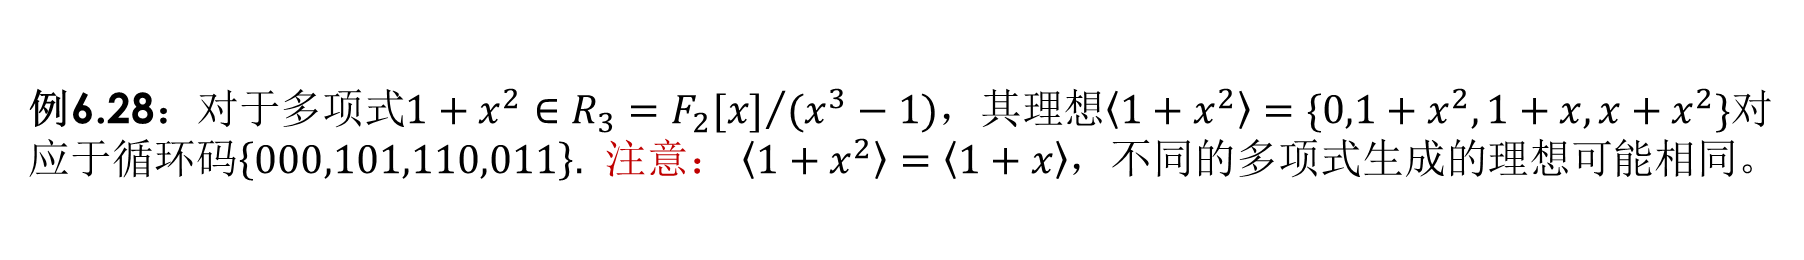 例6.28：对于多项式1 + x² ∈ R₃ = F₂[x]/(x³ − 1)，其理想⟨1 + x²⟩ = {0,1 + x², 1 + x, x + x²}对
应于循环码{000,101,110,011}. 注意： ⟨1 + x²⟩ = ⟨1 + x⟩，不同的多项式生成的理想可能相同。